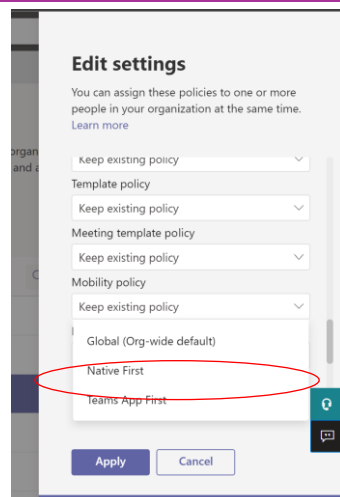 Edit settings
You can assign these policies to one or more
people in your organization at the same time.
Learn more
organ
and a
Keep existing policy
Template policy
Keep existing policy
Meeting template policy
Keep existing policy
Mobility policy
Keep existing policy
Global (Org-wide default)
Native First
Teams App First
Apply
Cancel